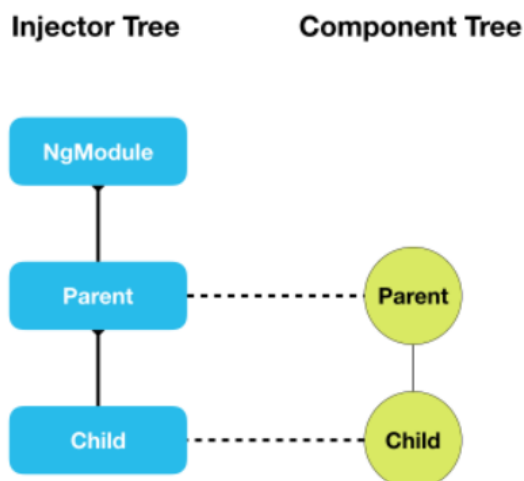 Injector Tree
Component Tree
NgModule
Parent
Parent
Child
Child